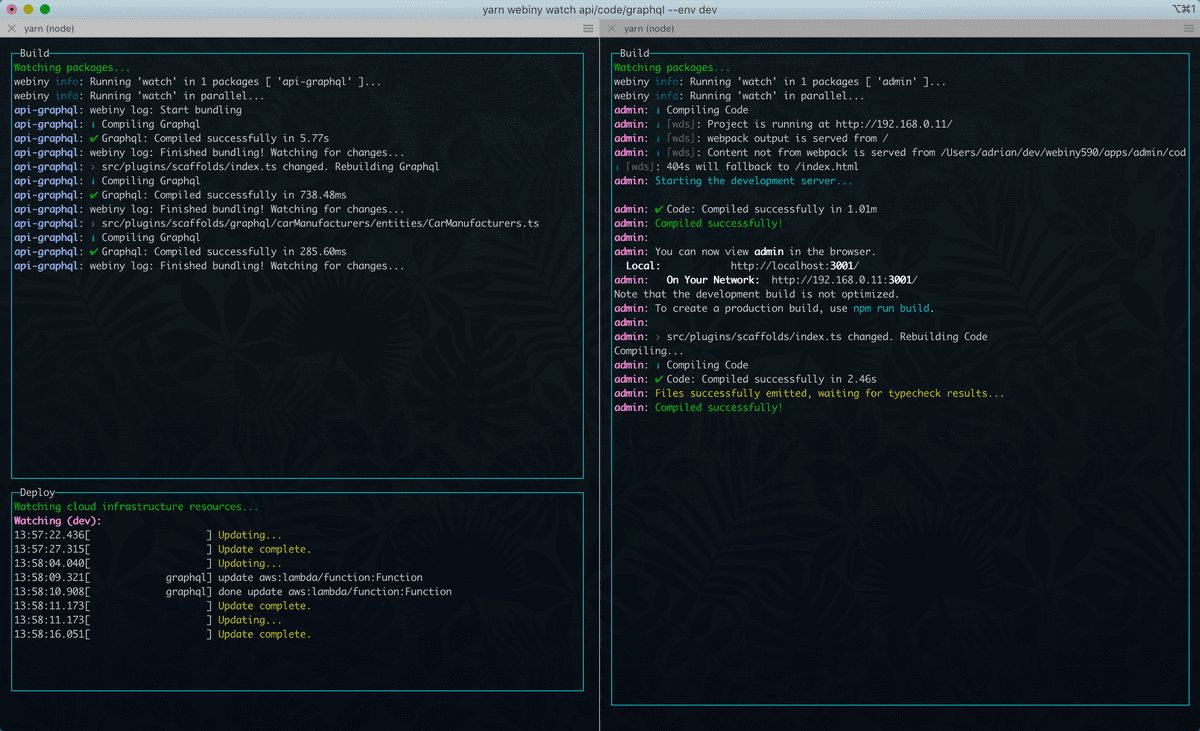 yarn webiny watch api/code/graphql --env dev
⌥⌘1
yarn (node)
Build
Watching packages...
webiny info: Running 'watch' in 1 packages [ 'api-graphql' ]...
webiny info: Running 'watch' in parallel...
api-graphql: webiny log: Start bundling
api-graphql: ℹ Compiling Graphql
api-graphql: ✔ Graphql: Compiled successfully in 5.77s
api-graphql: webiny log: Finished bundling! Watching for changes...
api-graphql: › src/plugins/scaffolds/index.ts changed. Rebuilding Graphql
api-graphql: ℹ Compiling Graphql
api-graphql: ✔ Graphql: Compiled successfully in 738.48ms
api-graphql: webiny log: Finished bundling! Watching for changes...
api-graphql: › src/plugins/scaffolds/graphql/carManufacturers/entities/CarManufacturers.ts
api-graphql: ℹ Compiling Graphql
api-graphql: ✔ Graphql: Compiled successfully in 285.60ms
api-graphql: webiny log: Finished bundling! Watching for changes...
Deploy
Watching cloud infrastructure resources...
Watching (dev):
13:57:22.436[                    ] Updating...
13:57:27.315[                    ] Update complete.
13:58:04.040[                    ] Updating...
13:58:09.321[             graphql] update aws:lambda/function:Function
13:58:10.908[             graphql] done update aws:lambda/function:Function
13:58:11.173[                    ] Update complete.
13:58:11.173[                    ] Updating...
13:58:16.051[                    ] Update complete.
yarn (node)
Build
Watching packages...
webiny info: Running 'watch' in 1 packages [ 'admin' ]...
webiny info: Running 'watch' in parallel...
admin: ℹ Compiling Code
admin: ℹ ｢wds｣: Project is running at http://192.168.0.11/
admin: ℹ ｢wds｣: webpack output is served from /
admin: ℹ ｢wds｣: Content not from webpack is served from /Users/adrian/dev/webiny590/apps/admin/cod
ℹ ｢wds｣: 404s will fallback to /index.html
admin: Starting the development server...
admin: ✔ Code: Compiled successfully in 1.01m
admin: Compiled successfully!
admin:
admin: You can now view admin in the browser.
Local:            http://localhost:3001/
admin:   On Your Network:  http://192.168.0.11:3001/
Note that the development build is not optimized.
admin: To create a production build, use npm run build.
admin:
admin: › src/plugins/scaffolds/index.ts changed. Rebuilding Code
Compiling...
admin: ℹ Compiling Code
admin: ✔ Code: Compiled successfully in 2.46s
admin: Files successfully emitted, waiting for typecheck results...
admin: Compiled successfully!